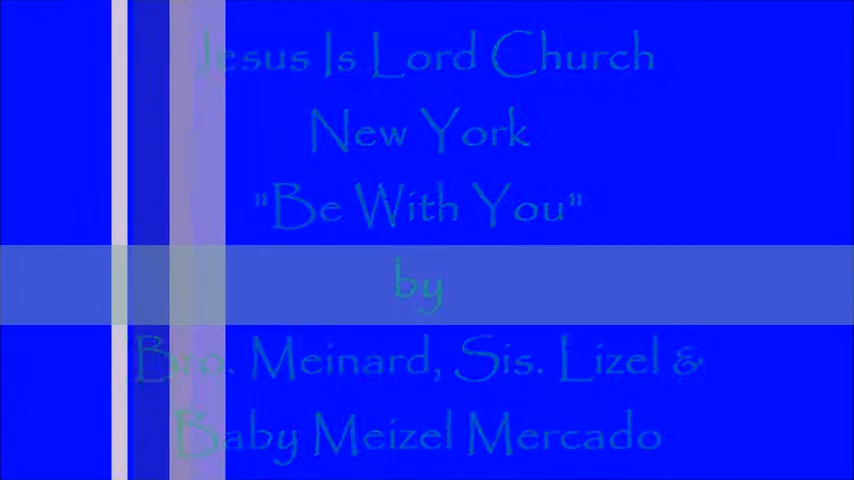 Jesus Is Lord Church
New York
"Be With You"
by
Bro. Meinard, Sis. Lizel &
Baby Meizel Mercado